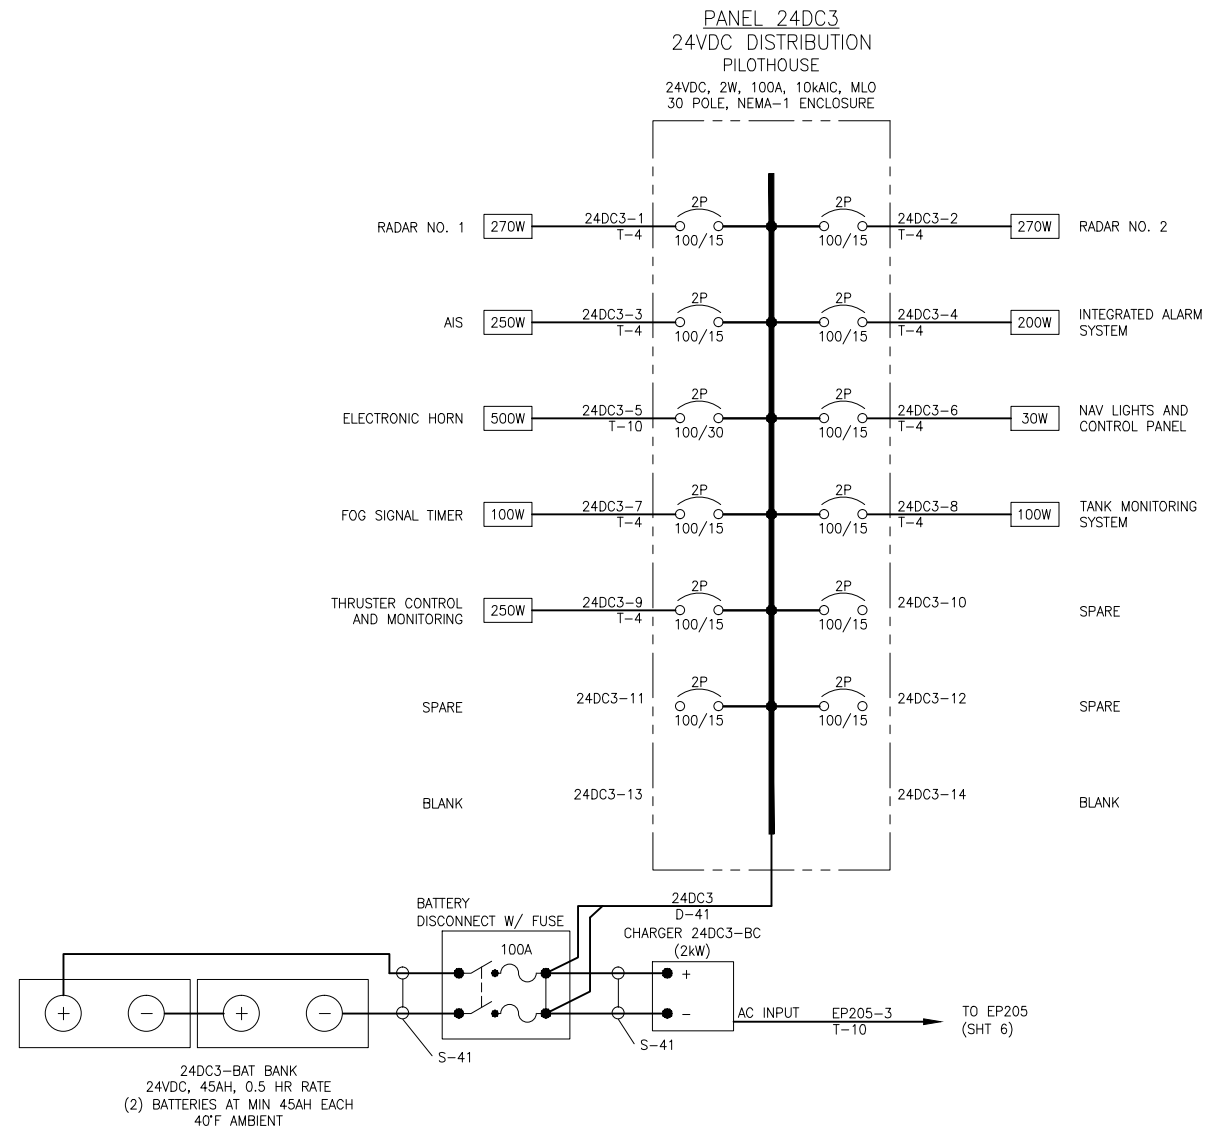 PANEL 24DC3
24VDC DISTRIBUTION
PILOTHOUSE
24VDC, 2W, 100A, 10kAIC, MLO
30 POLE, NEMA-1 ENCLOSURE
RADAR NO. 1
270W
24DC3-1
T-4
2P
100/15
2P
100/15
24DC3-2
T-4
270W
RADAR NO. 2
AIS
250W
24DC3-3
T-4
2P
100/15
2P
100/15
24DC3-4
T-4
200W
INTEGRATED ALARM
SYSTEM
ELECTRONIC HORN
500W
24DC3-5
T-10
2P
100/30
2P
100/15
24DC3-6
T-4
30W
NAV LIGHTS AND
CONTROL PANEL
FOG SIGNAL TIMER
100W
24DC3-7
T-4
2P
100/15
2P
100/15
24DC3-8
T-4
100W
TANK MONITORING
SYSTEM
THRUSTER CONTROL
AND MONITORING
250W
24DC3-9
T-4
2P
100/15
2P
100/15
24DC3-10
SPARE
SPARE
24DC3-11
2P
100/15
2P
100/15
24DC3-12
SPARE
BLANK
24DC3-13
24DC3-14
BLANK
24DC3
D-41
BATTERY
DISCONNECT W/ FUSE
100A
CHARGER 24DC3-BC
(2kW)
+
-
+
-
+
-
S-41
S-41
AC INPUT
EP205-3
T-10
TO EP205
(SHT 6)
24DC3-BAT BANK
24VDC, 45AH, 0.5 HR RATE
(2) BATTERIES AT MIN 45AH EACH
40°F AMBIENT